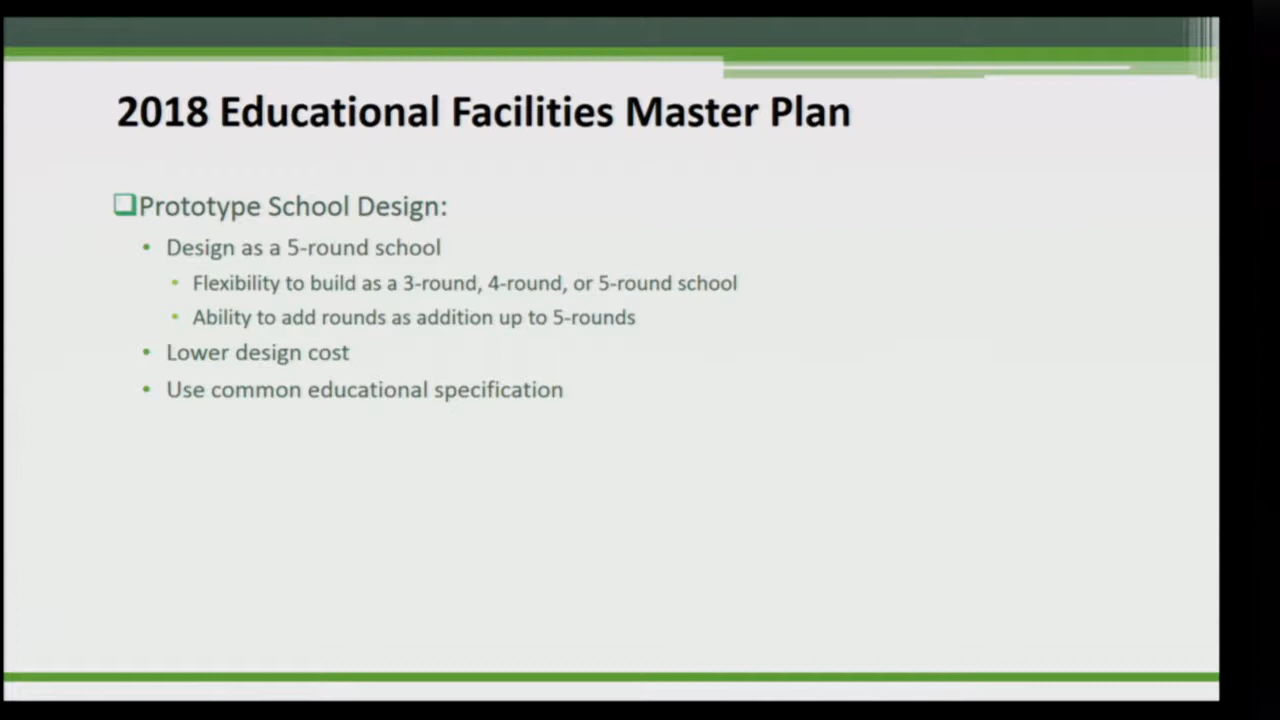 2018 Educational Facilities Master Plan
Prototype School Design:
• Design as a 5-round school
• Flexibility to build as a 3-round, 4-round, or 5-round school
• Ability to add rounds as addition up to 5-rounds
• Lower design cost
• Use common educational specification